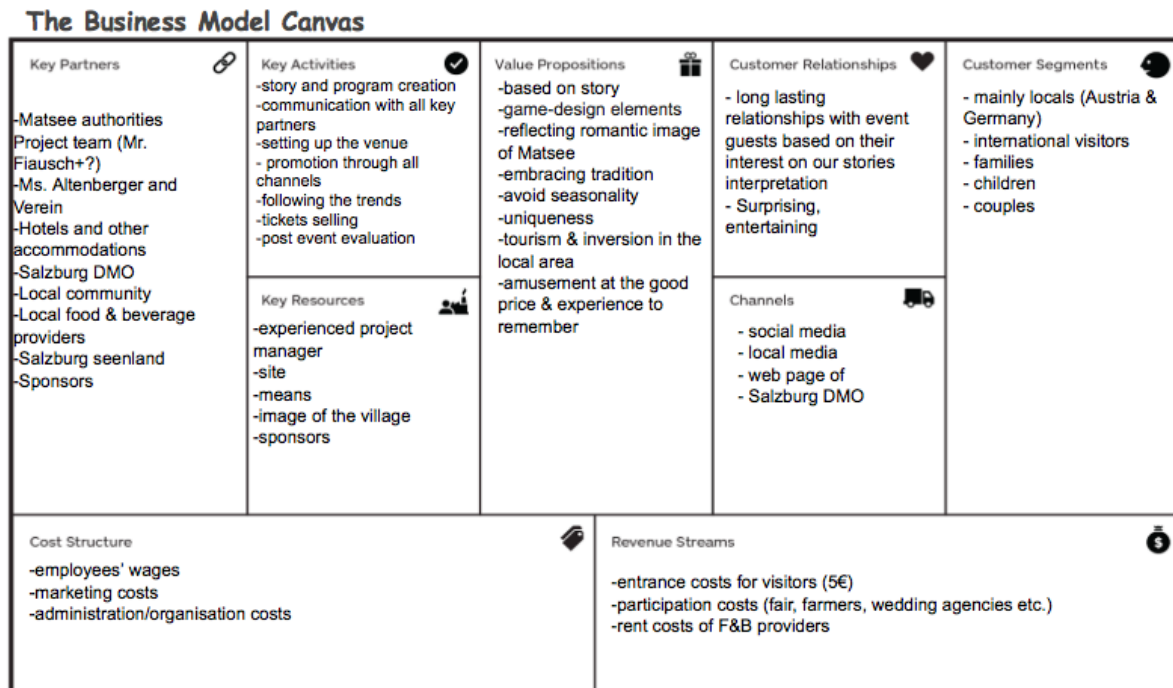 The Business Model Canvas
Key Partners
-Matsee authorities
Project team (Mr.
Fiausch+?)
-Ms. Altenberger and
Verein
-Hotels and other
accommodations
-Salzburg DMO
-Local community
-Local food & beverage
providers
-Salzburg seenland
-Sponsors
Key Activities
-story and program creation
-communication with all key
partners
-setting up the venue
- promotion through all
channels
-following the trends
-tickets selling
-post event evaluation
Key Resources
-experienced project
manager
-site
-means
-image of the village
-sponsors
Value Propositions
-based on story
-game-design elements
-reflecting romantic image
of Matsee
-embracing tradition
-avoid seasonality
-uniqueness
-tourism & inversion in the
local area
-amusement at the good
price & experience to
remember
Customer Relationships
- long lasting
relationships with event
guests based on their
interest on our stories
interpretation
- Surprising,
entertaining
Channels
- social media
- local media
- web page of
- Salzburg DMO
Customer Segments
- mainly locals (Austria &
Germany)
- international visitors
- families
- children
- couples
Cost Structure
-employees' wages
-marketing costs
-administration/organisation costs
Revenue Streams
-entrance costs for visitors (5€)
-participation costs (fair, farmers, wedding agencies etc.)
-rent costs of F&B providers